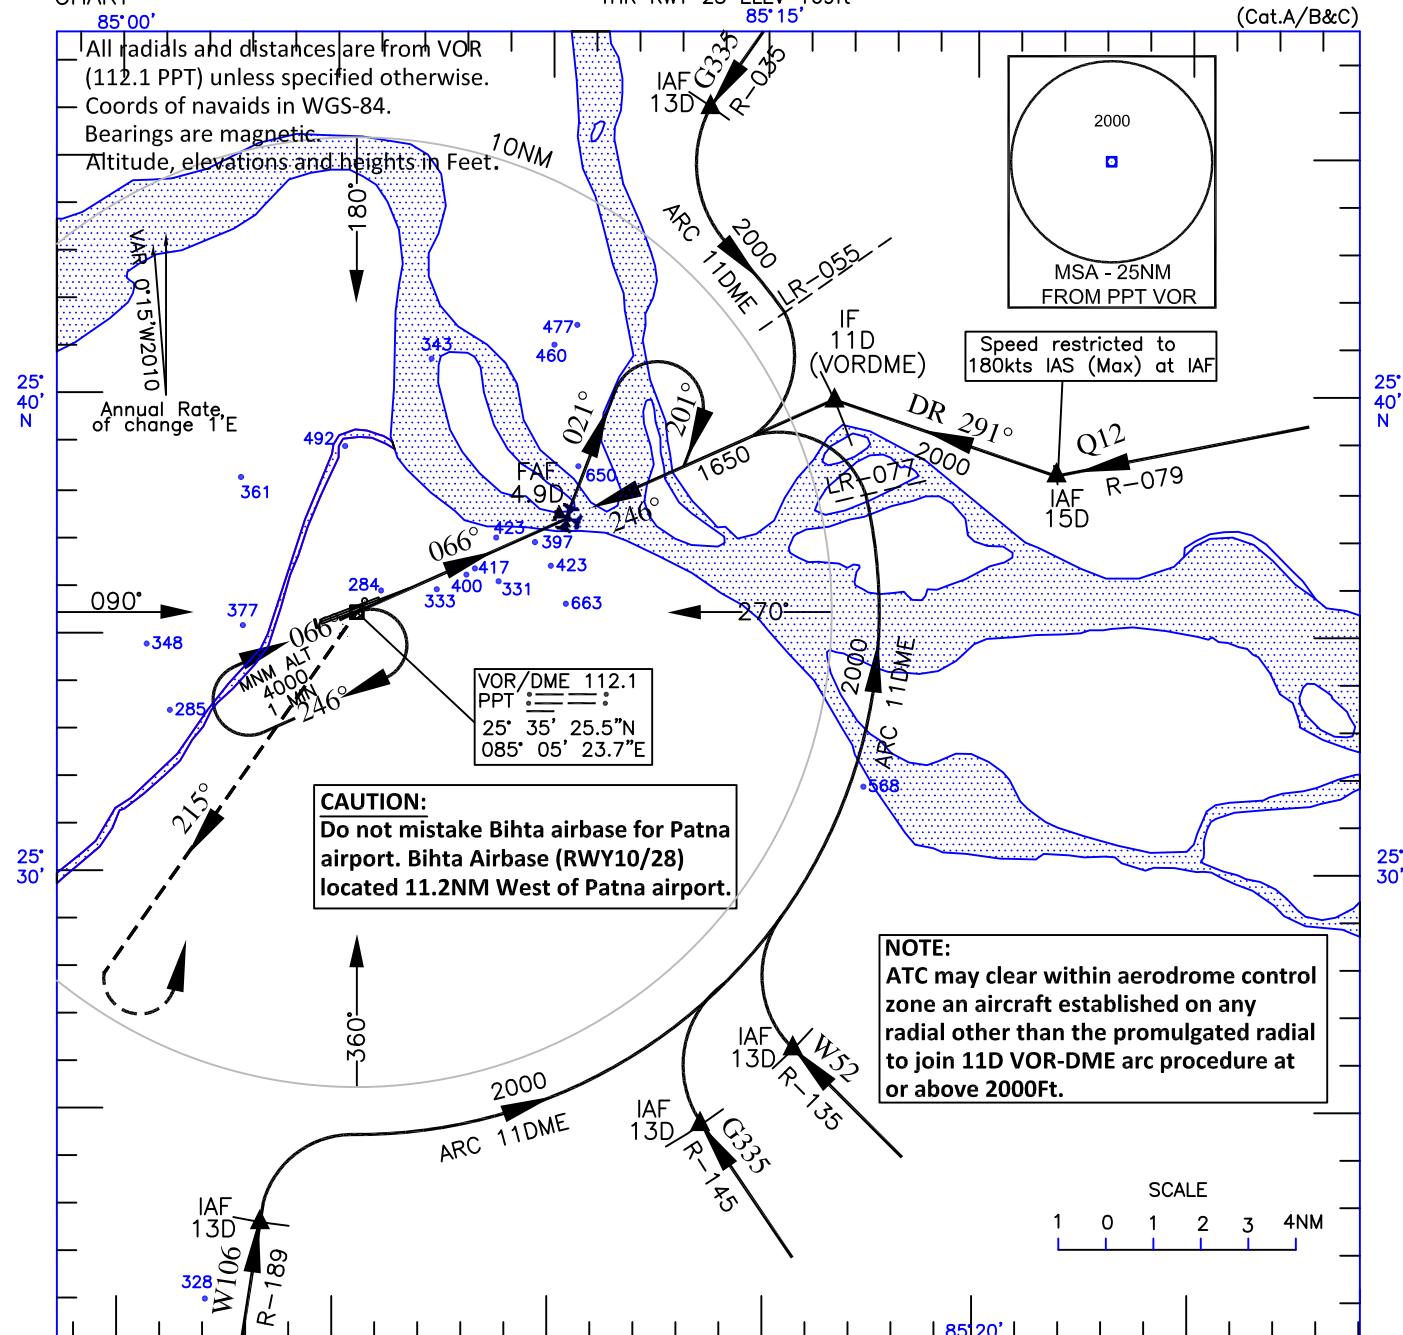 CHART
THR RWY 25 ELEV 169ft
(Cat.A/B&C)
85°00'
85°15'
All radials and distances are from VOR
(112.1 PPT) unless specified otherwise.
Coords of navaids in WGS-84.
Bearings are magnetic.
Altitude, elevations and heights in Feet.
10NM
180°
VAR 0°15'W2010
Annual Rate
of change 1'E
25°
40'
N
IAF
13D
G335
R-035
ARC 11DME
2000
LR-055
2000
MSA - 25NM
FROM PPT VOR
IF
11D
(VORDME)
Speed restricted to
180kts IAS (Max) at IAF
25°
40'
N
DR 291°
2000
Q12
R-079
IAF
15D
477
460
343
492
361
021°
201°
1650
650
FAF
4.9D
246°
LR-077
423
397
066°
417
423
400
331
333
284
663
090°
377
348
285
270°
066°
MNM ALT
4000
1 MIN
246°
VOR/DME 112.1
PPT
25° 35' 25.5"N
085° 05' 23.7"E
2000
ARC 11DME
568
215°
CAUTION:
Do not mistake Bihta airbase for Patna
airport. Bihta Airbase (RWY10/28)
located 11.2NM West of Patna airport.
25°
30'
25°
30'
NOTE:
ATC may clear within aerodrome control
zone an aircraft established on any
radial other than the promulgated radial
to join 11D VOR-DME arc procedure at
or above 2000Ft.
360°
2000
ARC 11DME
IAF
13D
W52
R-135
IAF
13D
G335
R-145
IAF
13D
W106
R-189
328
SCALE
1 0 1 2 3 4NM
85°20'